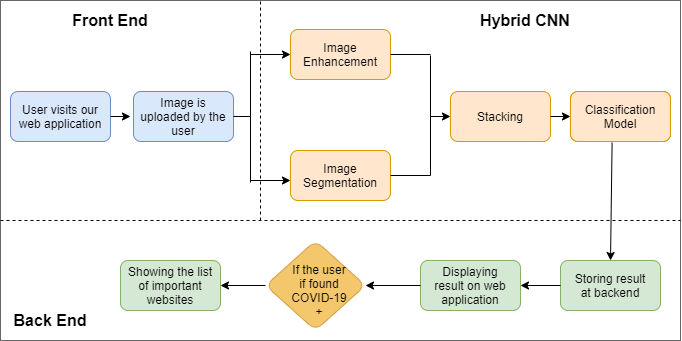 Front End
Hybrid CNN
User visits our
web application
Image is
uploaded by the
user
Image
Enhancement
Image
Segmentation
Stacking
Classification
Model
Storing result
at backend
Displaying
result on web
application
If the user
if found
COVID-19
+
Showing the list
of important
websites
Back End